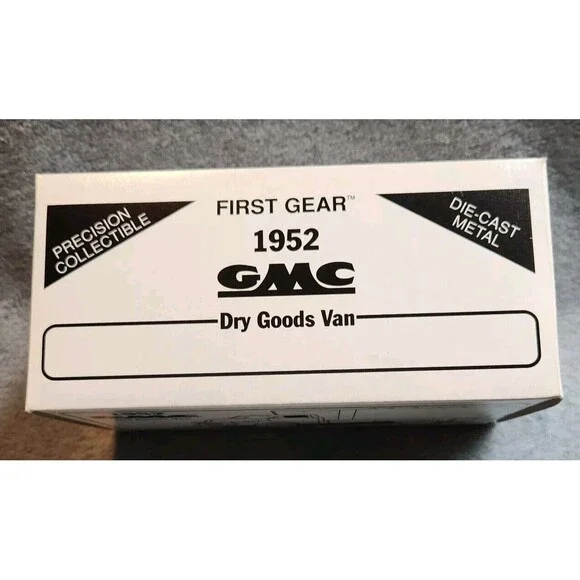 PRECISION
COLLECTIBLE
FIRST GEAR™
1952
GMC
Dry Goods Van
DIE-CAST
METAL